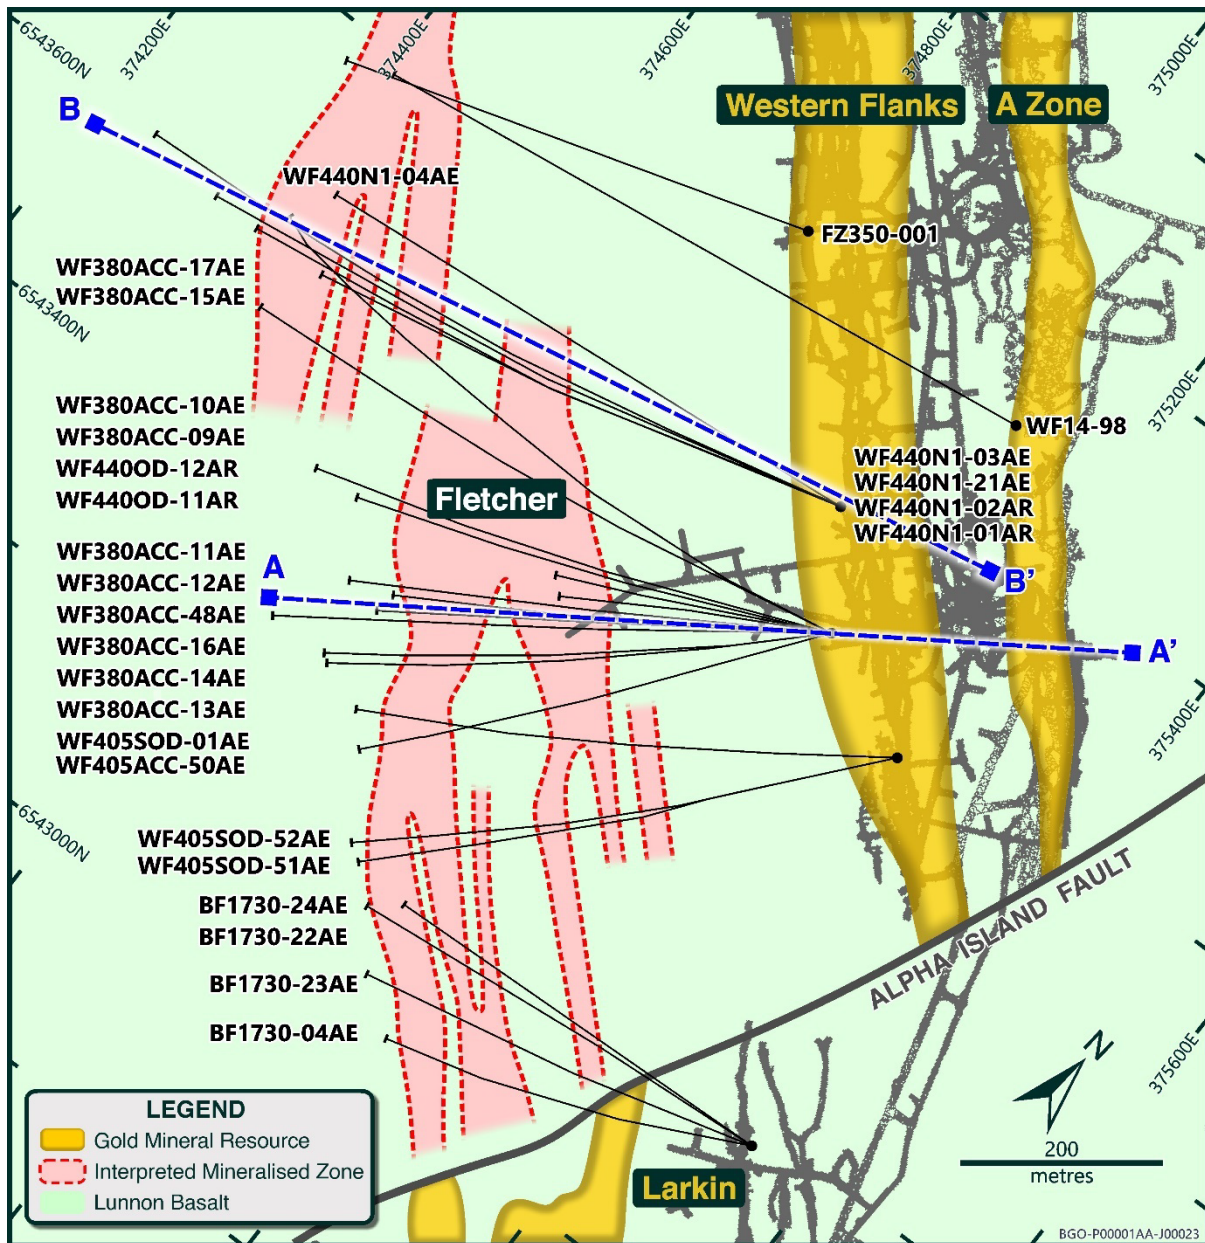 6543600N
374200E
374400E
374600E
374800E
375000E
B
Western Flanks
A Zone
WF440N1-04AE
FZ350-001
WF380ACC-17AE
WF380ACC-15AE
6543400N
375200E
WF380ACC-10AE
WF380ACC-09AE
WF440OD-12AR
WF440OD-11AR
Fletcher
WF14-98
WF440N1-03AE
WF440N1-21AE
WF440N1-02AR
WF440N1-01AR
WF380ACC-11AE
WF380ACC-12AE
WF380ACC-48AE
WF380ACC-16AE
WF380ACC-14AE
WF380ACC-13AE
WF405SOD-01AE
WF405ACC-50AE
A
B'
A'
375400E
6543000N
WF405SOD-52AE
WF405SOD-51AE
BF1730-24AE
BF1730-22AE
BF1730-23AE
BF1730-04AE
ALPHA ISLAND FAULT
375600E
N
200
metres
LEGEND
Gold Mineral Resource
Interpreted Mineralised Zone
Lunnon Basalt
Larkin
BGO-P00001AA-J00023